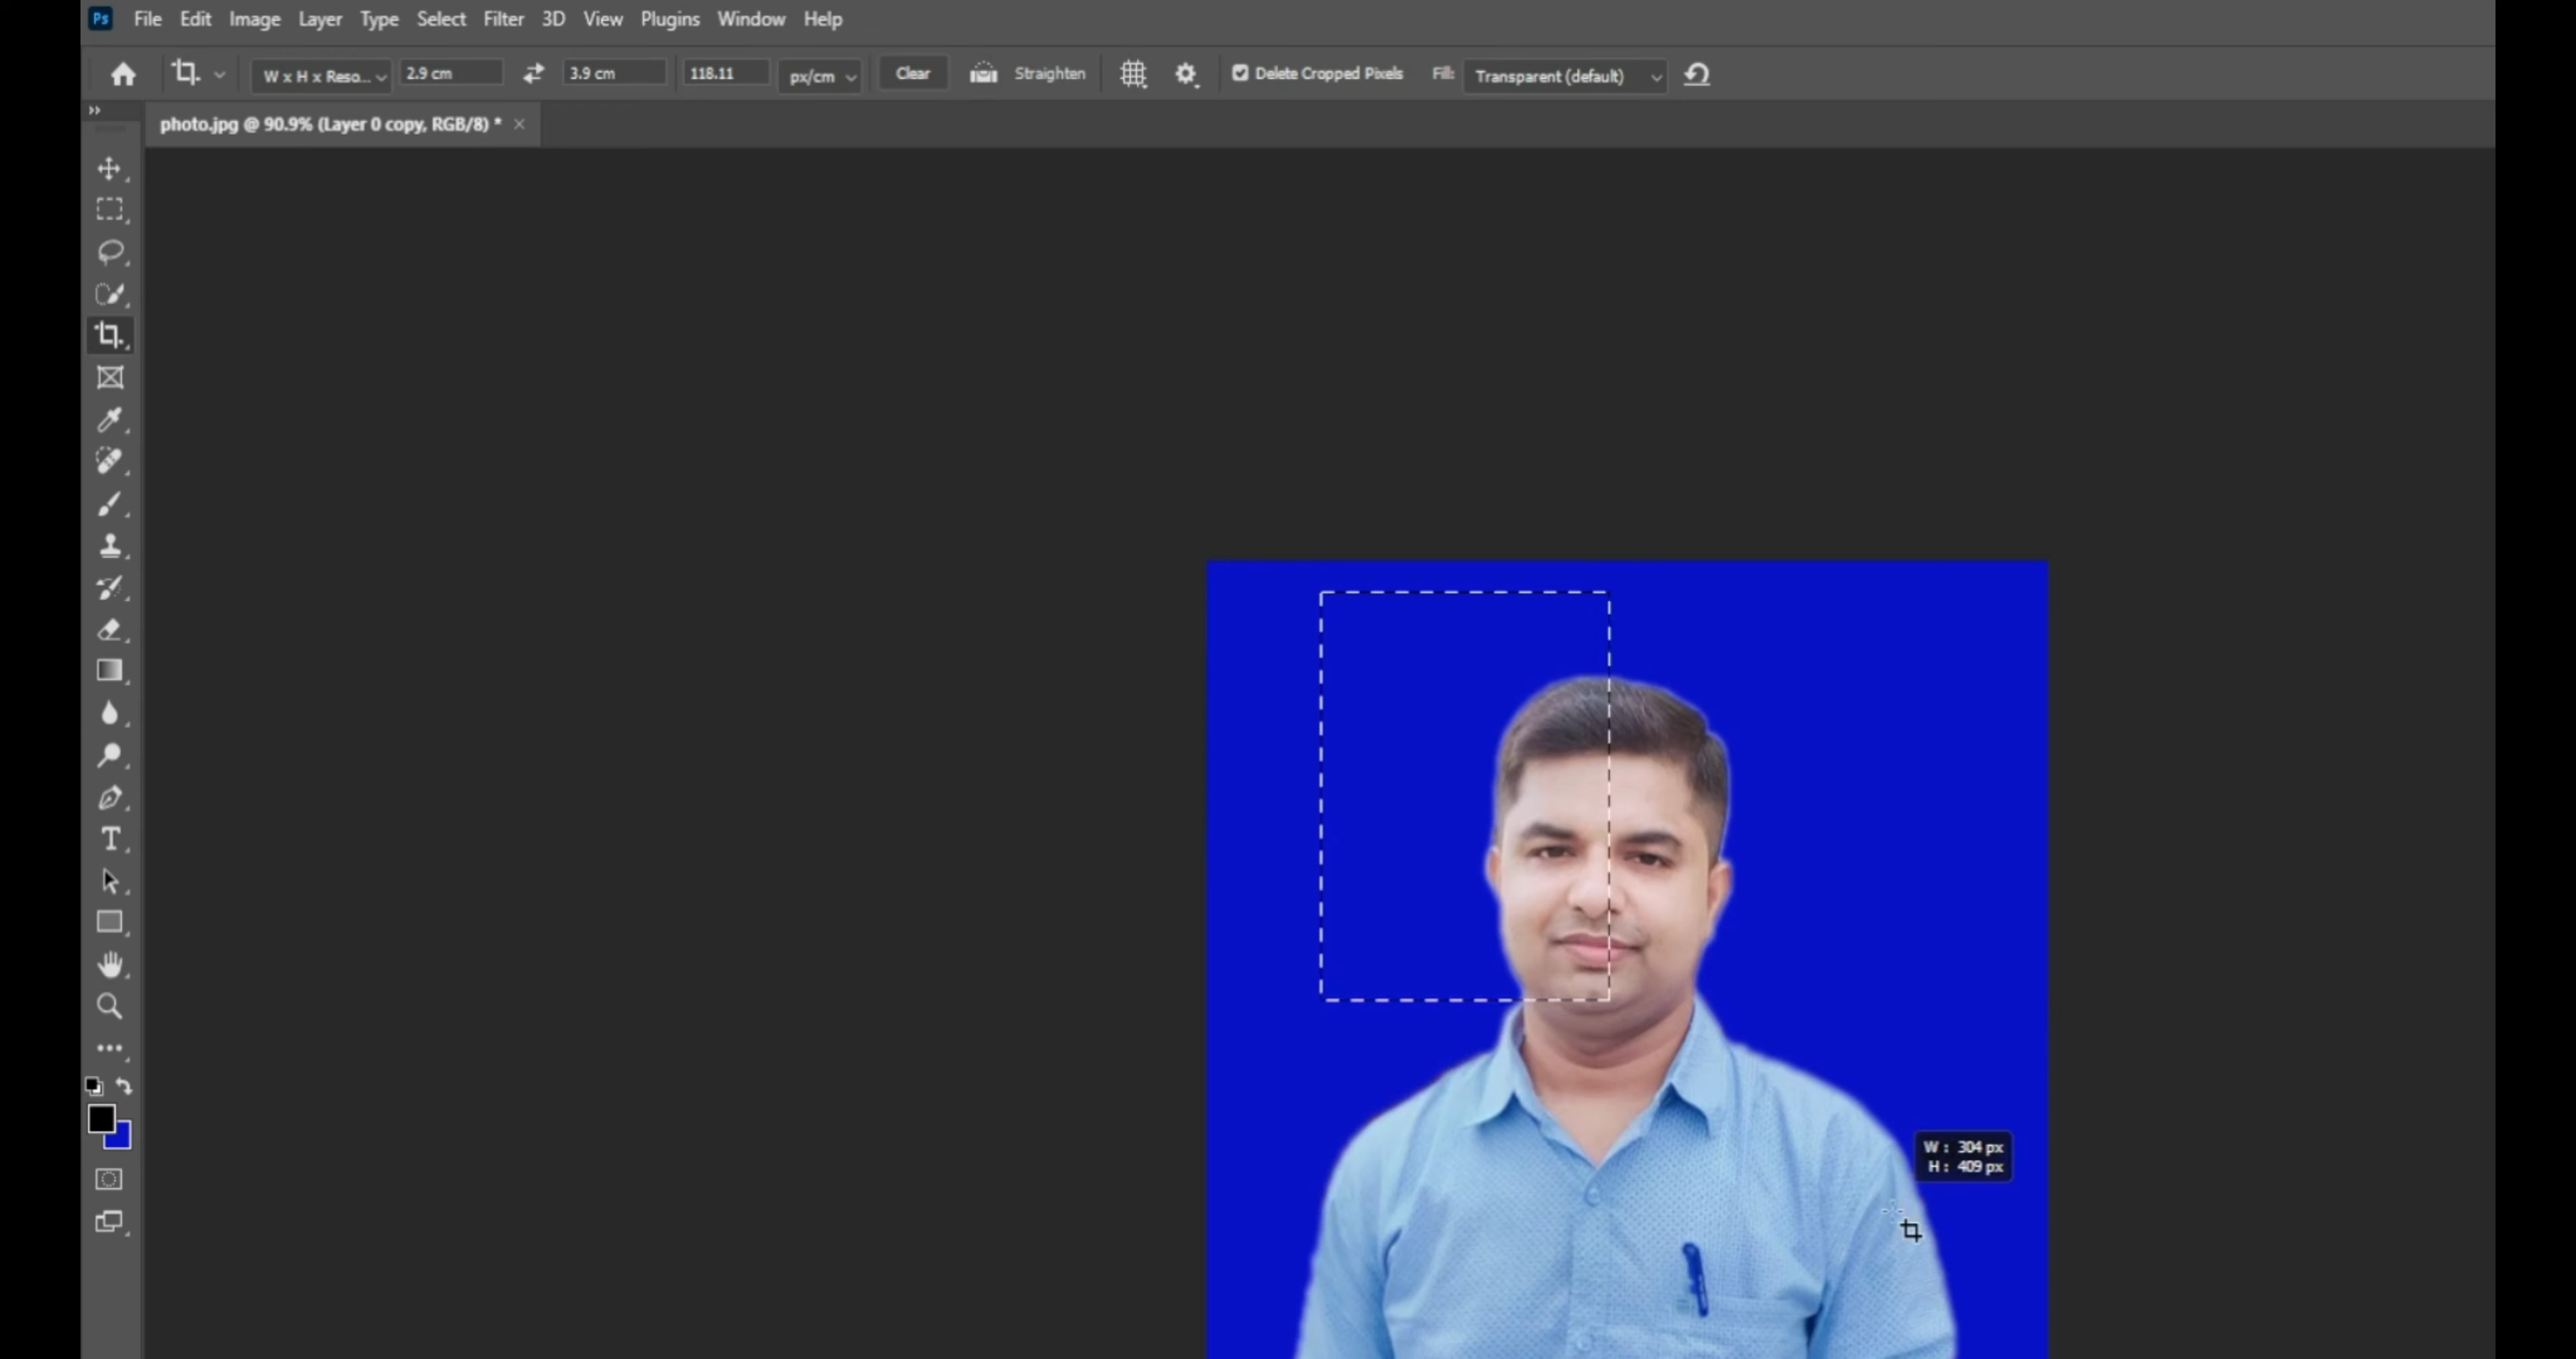 Ps File Edit Image Layer Type Select Filter 3D View Plugins Window Help
W x H x Reso... 2.9 cm 3.9 cm 118.11 px/cm Clear Straighten Delete Cropped Pixels Fill: Transparent (default)
photo.jpg @ 90.9% (Layer 0 copy, RGB/8) * ×
W : 304 px
H : 409 px